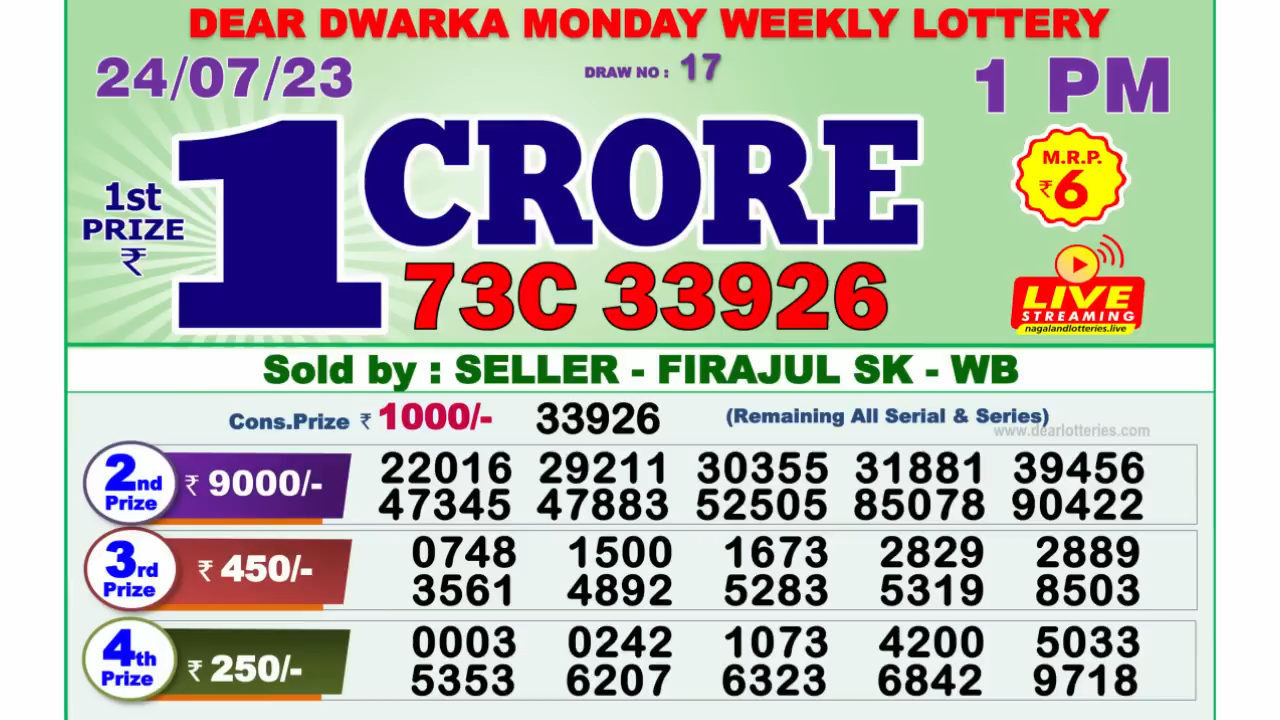 DEAR DWARKA MONDAY WEEKLY LOTTERY
24/07/23 DRAW NO : 17 1 PM
1st PRIZE ₹ 1 CRORE
M.R.P. ₹6
73C 33926
LIVE
STREAMING
nagalandlotteries.live
Sold by : SELLER - FIRAJUL SK - WB
Cons.Prize ₹ 1000/- 33926 (Remaining All Serial & Series)
www.dearlotteries.com
2nd Prize ₹ 9000/-
22016 29211 30355 31881 39456
47345 47883 52505 85078 90422
3rd Prize ₹ 450/-
0748 1500 1673 2829 2889
3561 4892 5283 5319 8503
4th Prize ₹ 250/-
0003 0242 1073 4200 5033
5353 6207 6323 6842 9718